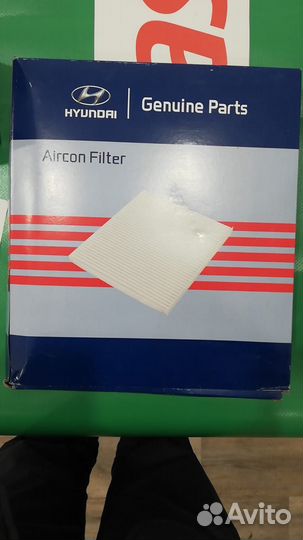 HYUNDAI
Genuine Parts
Aircon Filter
Avito